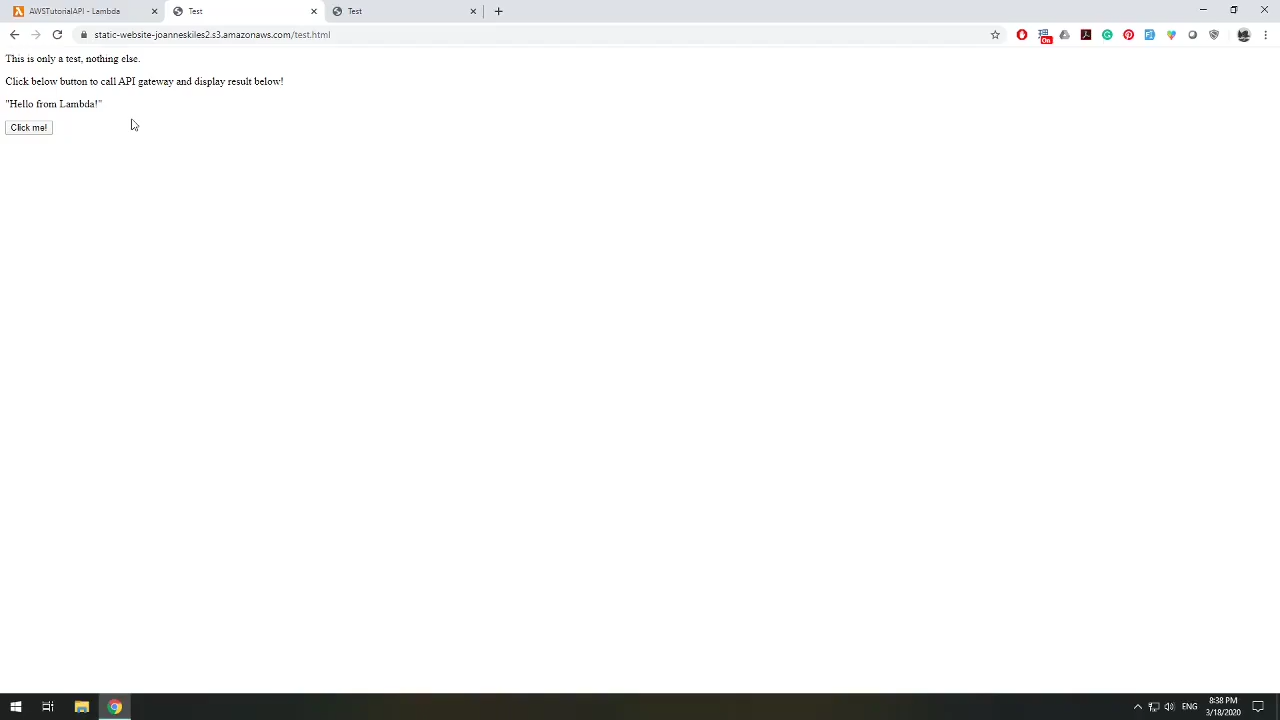 AWSTutorialAPI - Lambda
Test
Test
static-website-joanneskiles2.s3.amazonaws.com/test.html
On
This is only a test, nothing else.
Click below button to call API gateway and display result below!
"Hello from Lambda!"
Click me!
ENG
8:38 PM
3/18/2020